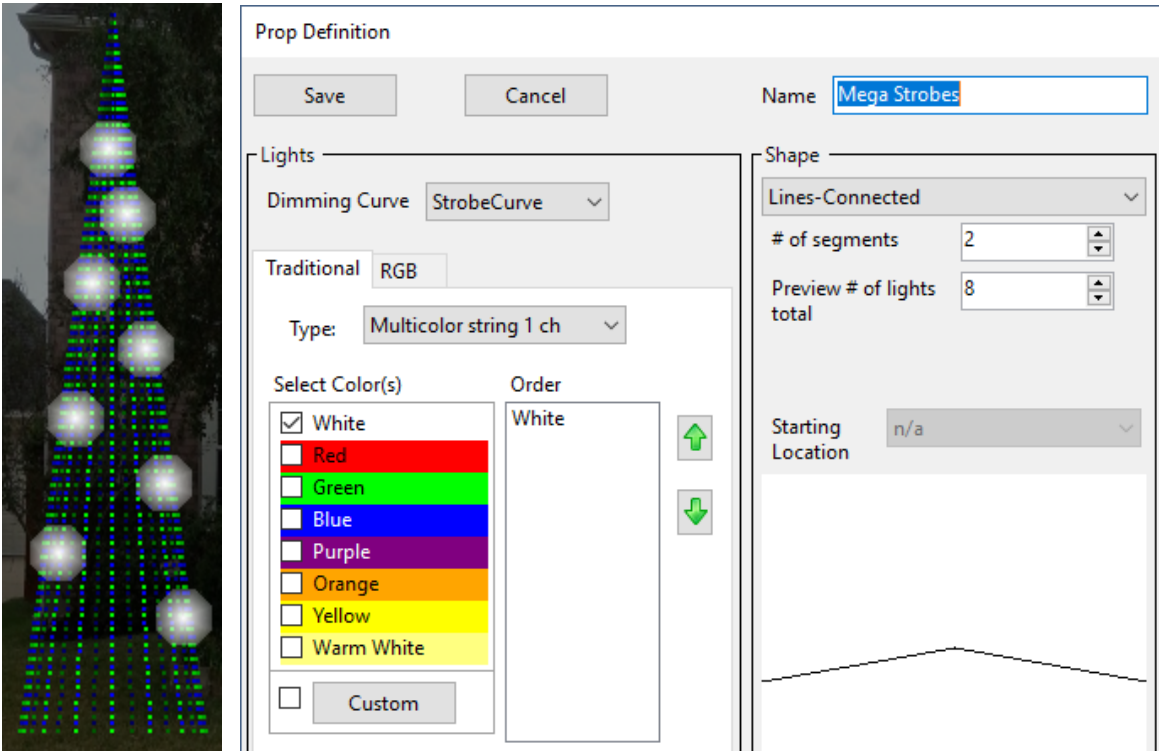 Prop Definition
Save
Cancel
Name
Mega Strobes
Lights
Dimming Curve
StrobeCurve
Traditional
RGB
Type:
Multicolor string 1 ch
Select Color(s)
Order
White
Red
Green
Blue
Purple
Orange
Yellow
Warm White
Custom
White
Shape
Lines-Connected
# of segments
2
Preview # of lights
total
8
Starting
Location
n/a